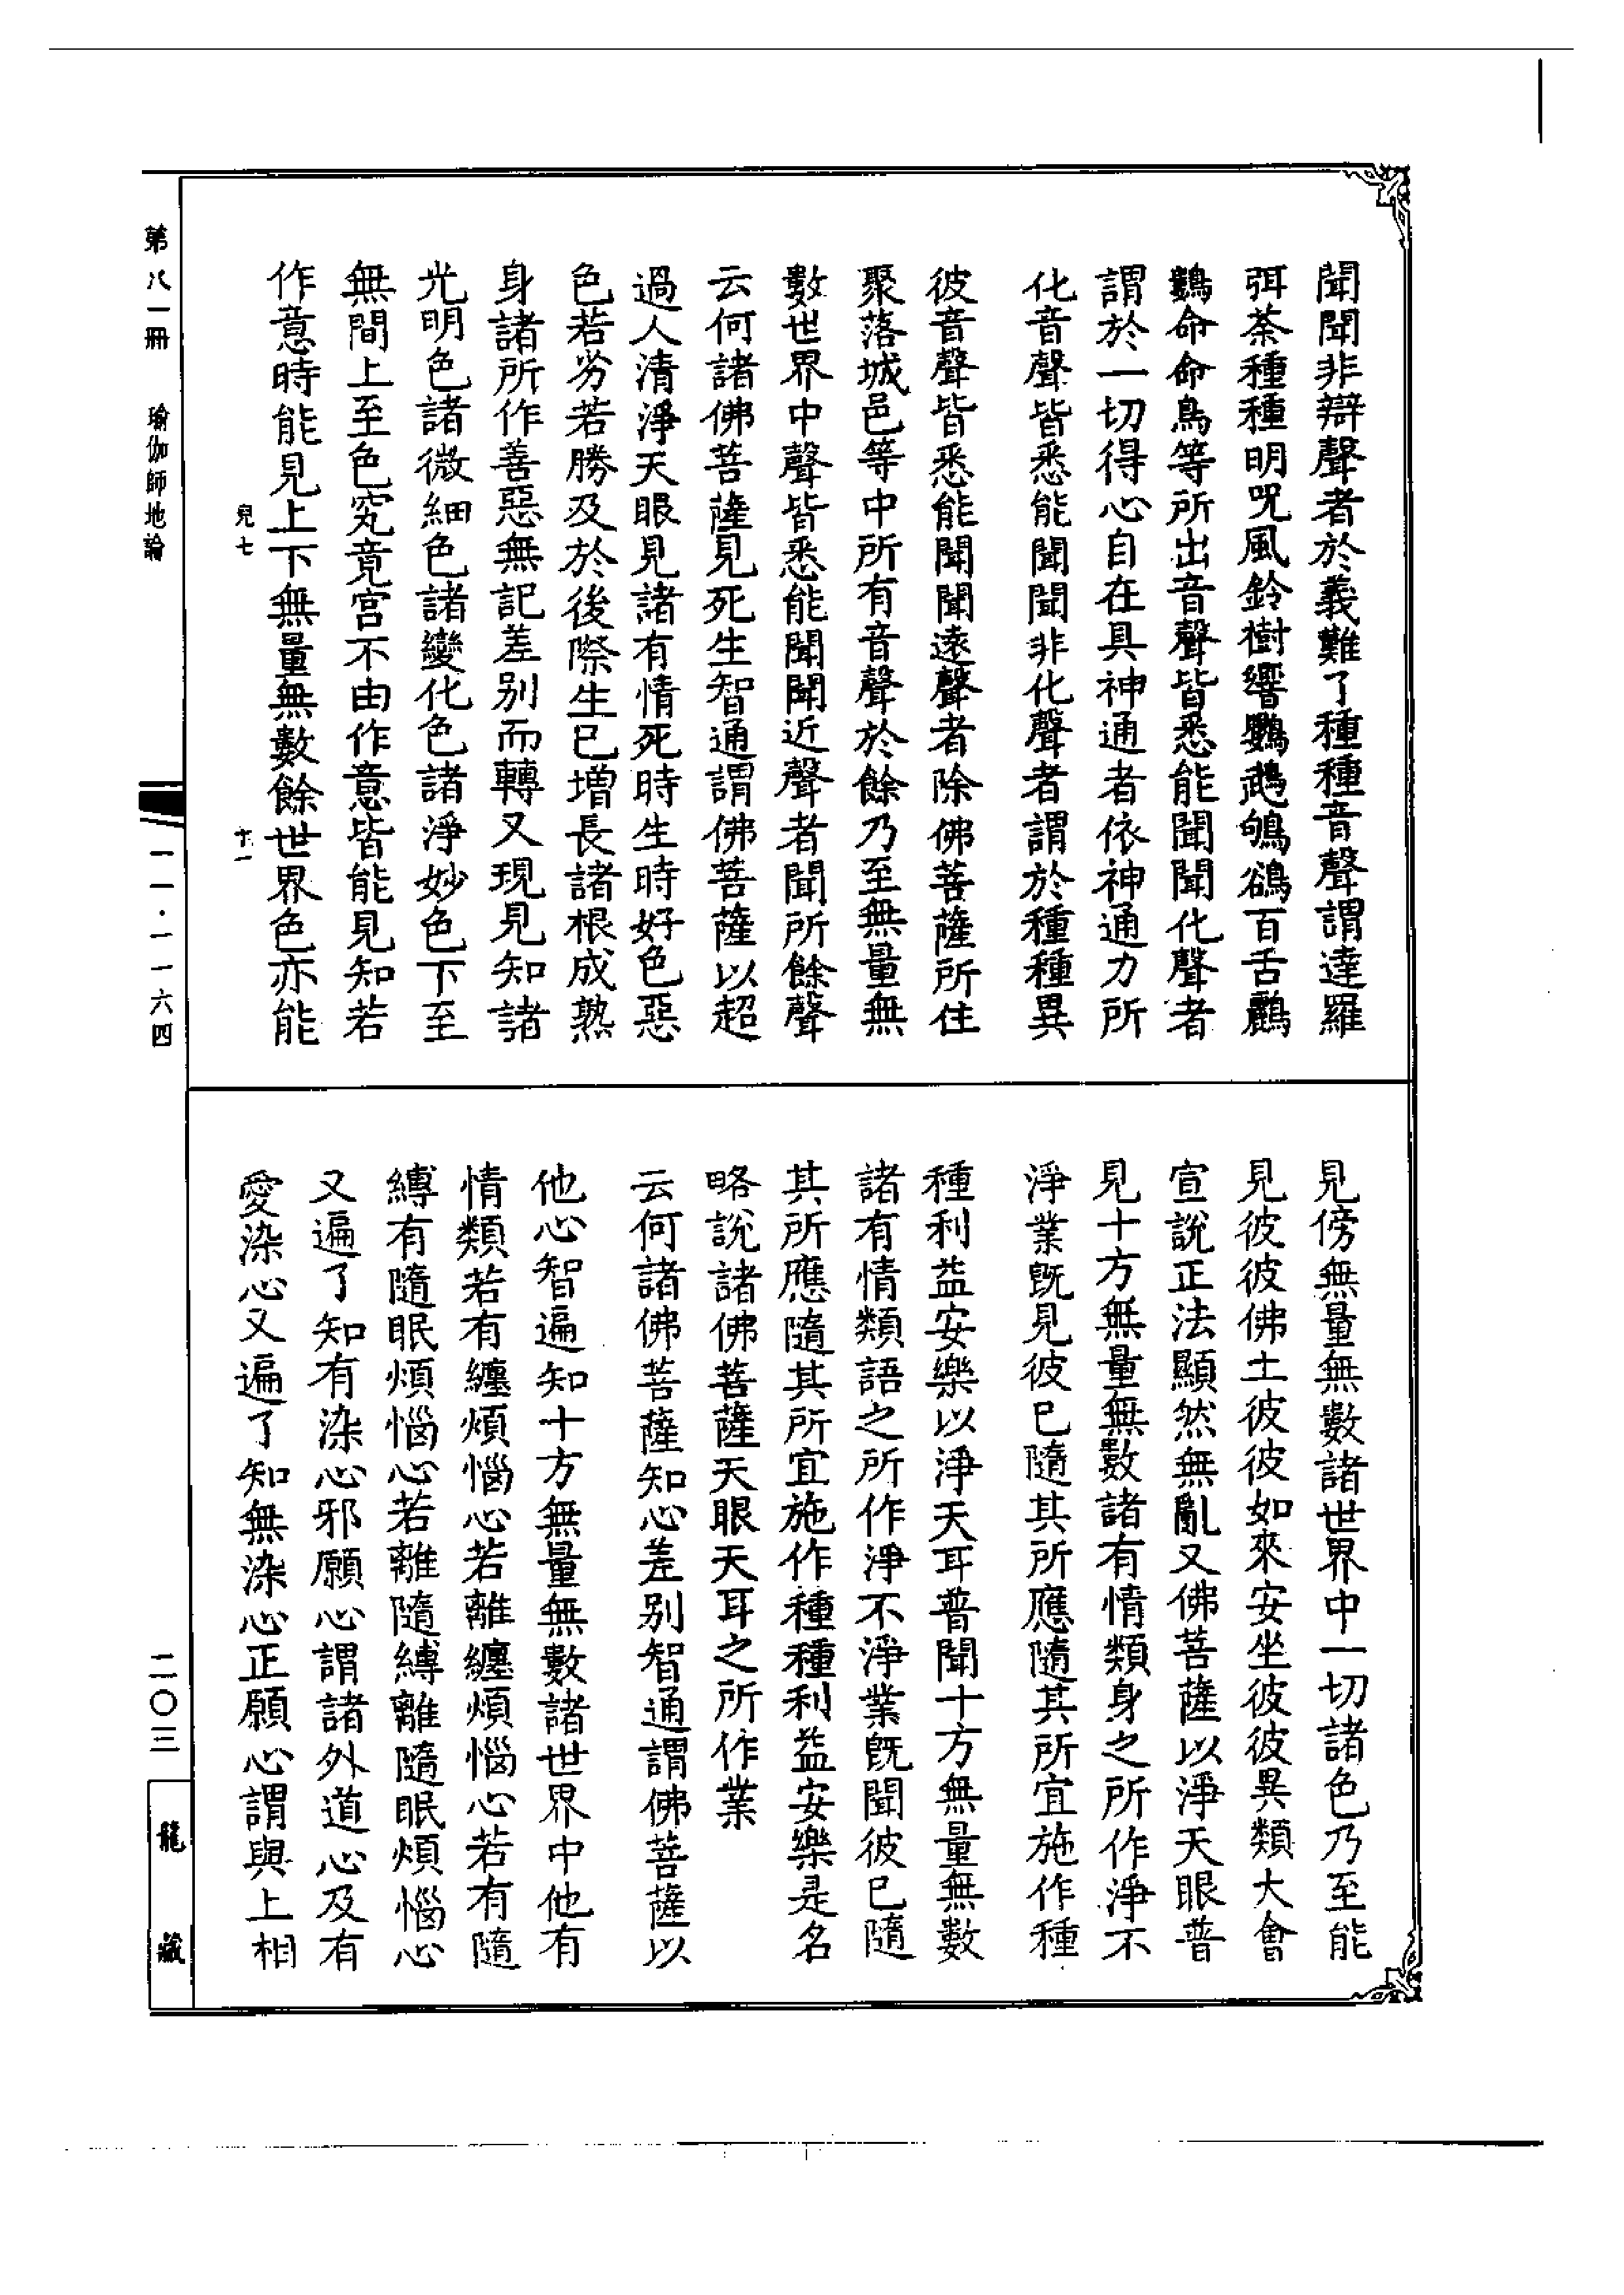 聞聞非辯聲者於義難了種種音聲謂達羅
弭荼種種明呪風鈴樹響鸚鵡鴝鵒百舌鸝
鷬命命鳥等所出音聲皆悉能聞聞化聲者
謂於一切得心自在具神通者依神通力所
化音聲皆悉能聞聞非化聲者謂於種種異
彼音聲皆悉能聞聞遠聲者除佛菩薩所住
聚落城邑等中所有音聲於餘乃至無量無
數世界中聲皆悉能聞聞近聲者聞所餘聲
云何諸佛菩薩見死生智通謂佛菩薩以超
過人清淨天眼見諸有情死時生時好色惡
色若劣若勝及於後際生已增長諸根成熟
身諸所作善惡無記差别而轉又現見知諸
光明色諸微細色諸變化色諸淨妙色下至
無間上至色究竟宮不由作意皆能見知若
作意時能見上下無量無數餘世界色亦能
見傍無量無數諸世界中一切諸色乃至能
見彼彼佛土彼彼如來安坐彼彼異類大會
宣説正法顯然無亂又佛菩薩以淨天眼普
見十方無量無數諸有情類身之所作淨不
淨業旣見彼已隨其所應隨其所宜施作種
種利益安樂以淨天耳普聞十方無量無數
諸有情類語之所作淨不淨業旣聞彼已隨
其所應隨其所宜施作種種利益安樂是名
略説諸佛菩薩天眼天耳之所作業
云何諸佛菩薩知心差别智通謂佛菩薩以
他心智遍知十方無量無數諸世界中他有
情類若有纏煩惱心若離纏煩惱心若有隨
縛有隨眠煩惱心若離隨縛離隨眠煩惱心
又遍了知有染心邪願心謂諸外道心及有
愛染心又遍了知無染心正願心謂與上相
兒七
十一
第八一冊 瑜伽師地論
一一·一一六四
二〇三
龍藏